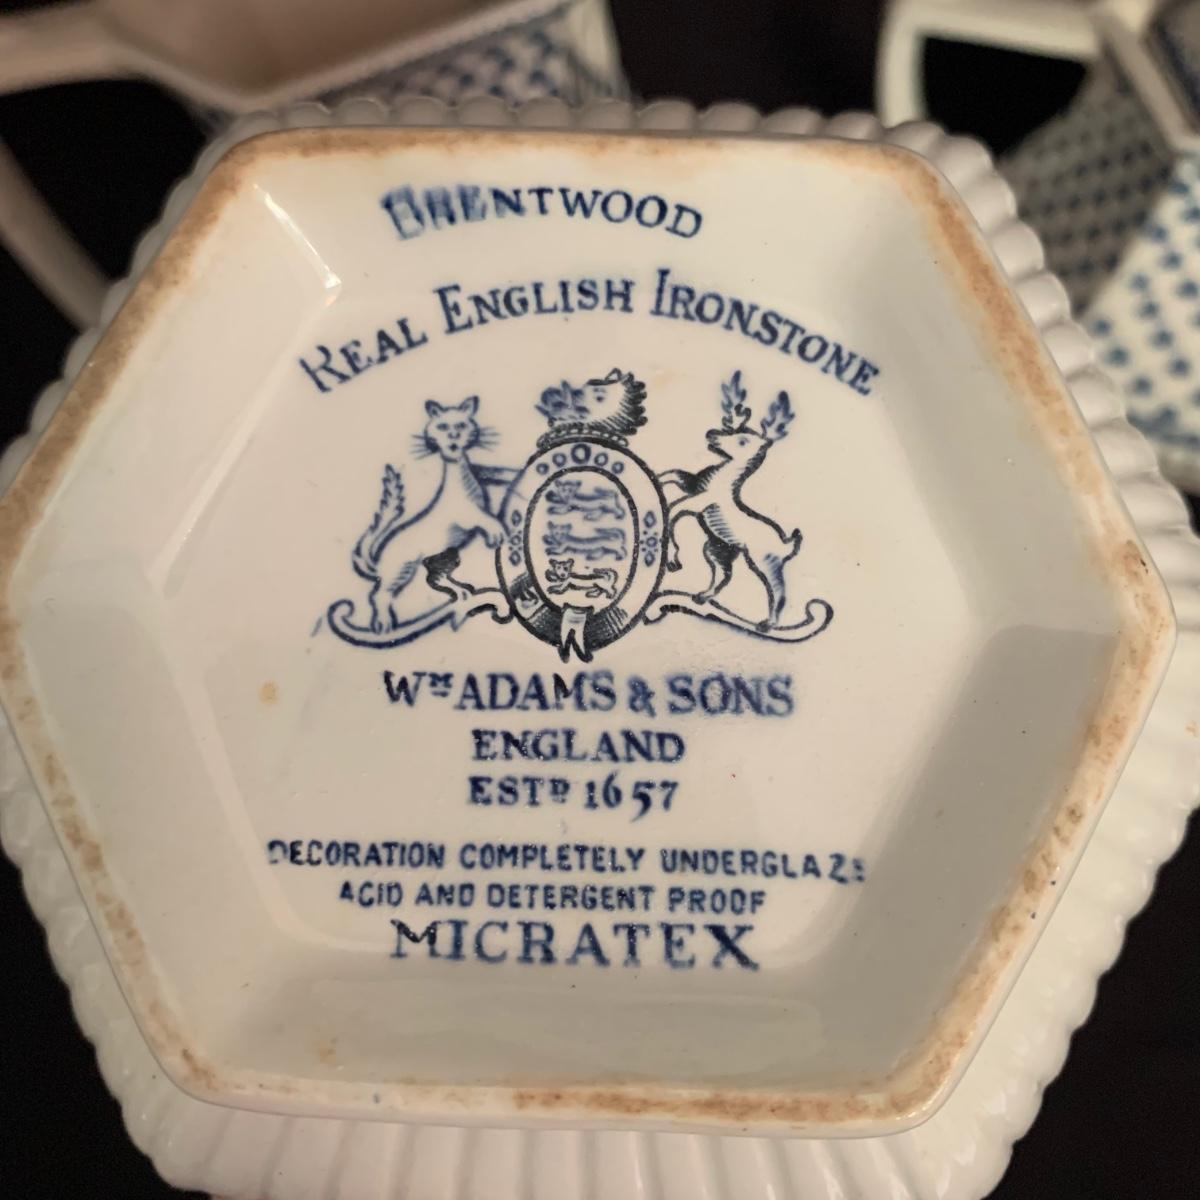 BRENTWOOD
REAL ENGLISH IRONSTONE
WM ADAMS & SONS
ENGLAND
ESTD 1657
DECORATION COMPLETELY UNDERGLAZE
ACID AND DETERGENT PROOF
MICRATEX